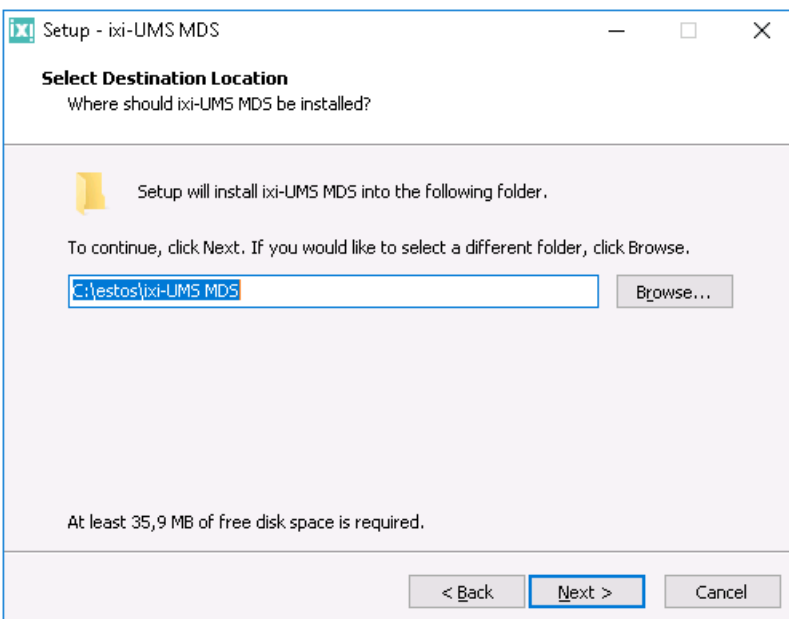 ixi Setup - ixi-UMS MDS
Select Destination Location
Where should ixi-UMS MDS be installed?
Setup will install ixi-UMS MDS into the following folder.
To continue, click Next. If you would like to select a different folder, click Browse.
C:\estos\ixi-UMS MDS
Browse...
At least 35,9 MB of free disk space is required.
< Back
Next >
Cancel